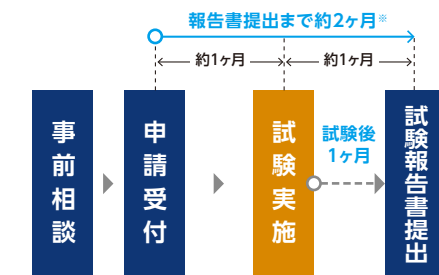 報告書提出まで約2ヶ月※
約1ヶ月
約1ヶ月
事前相談
申請受付
試験実施
試験後
1ヶ月
試験報告書提出